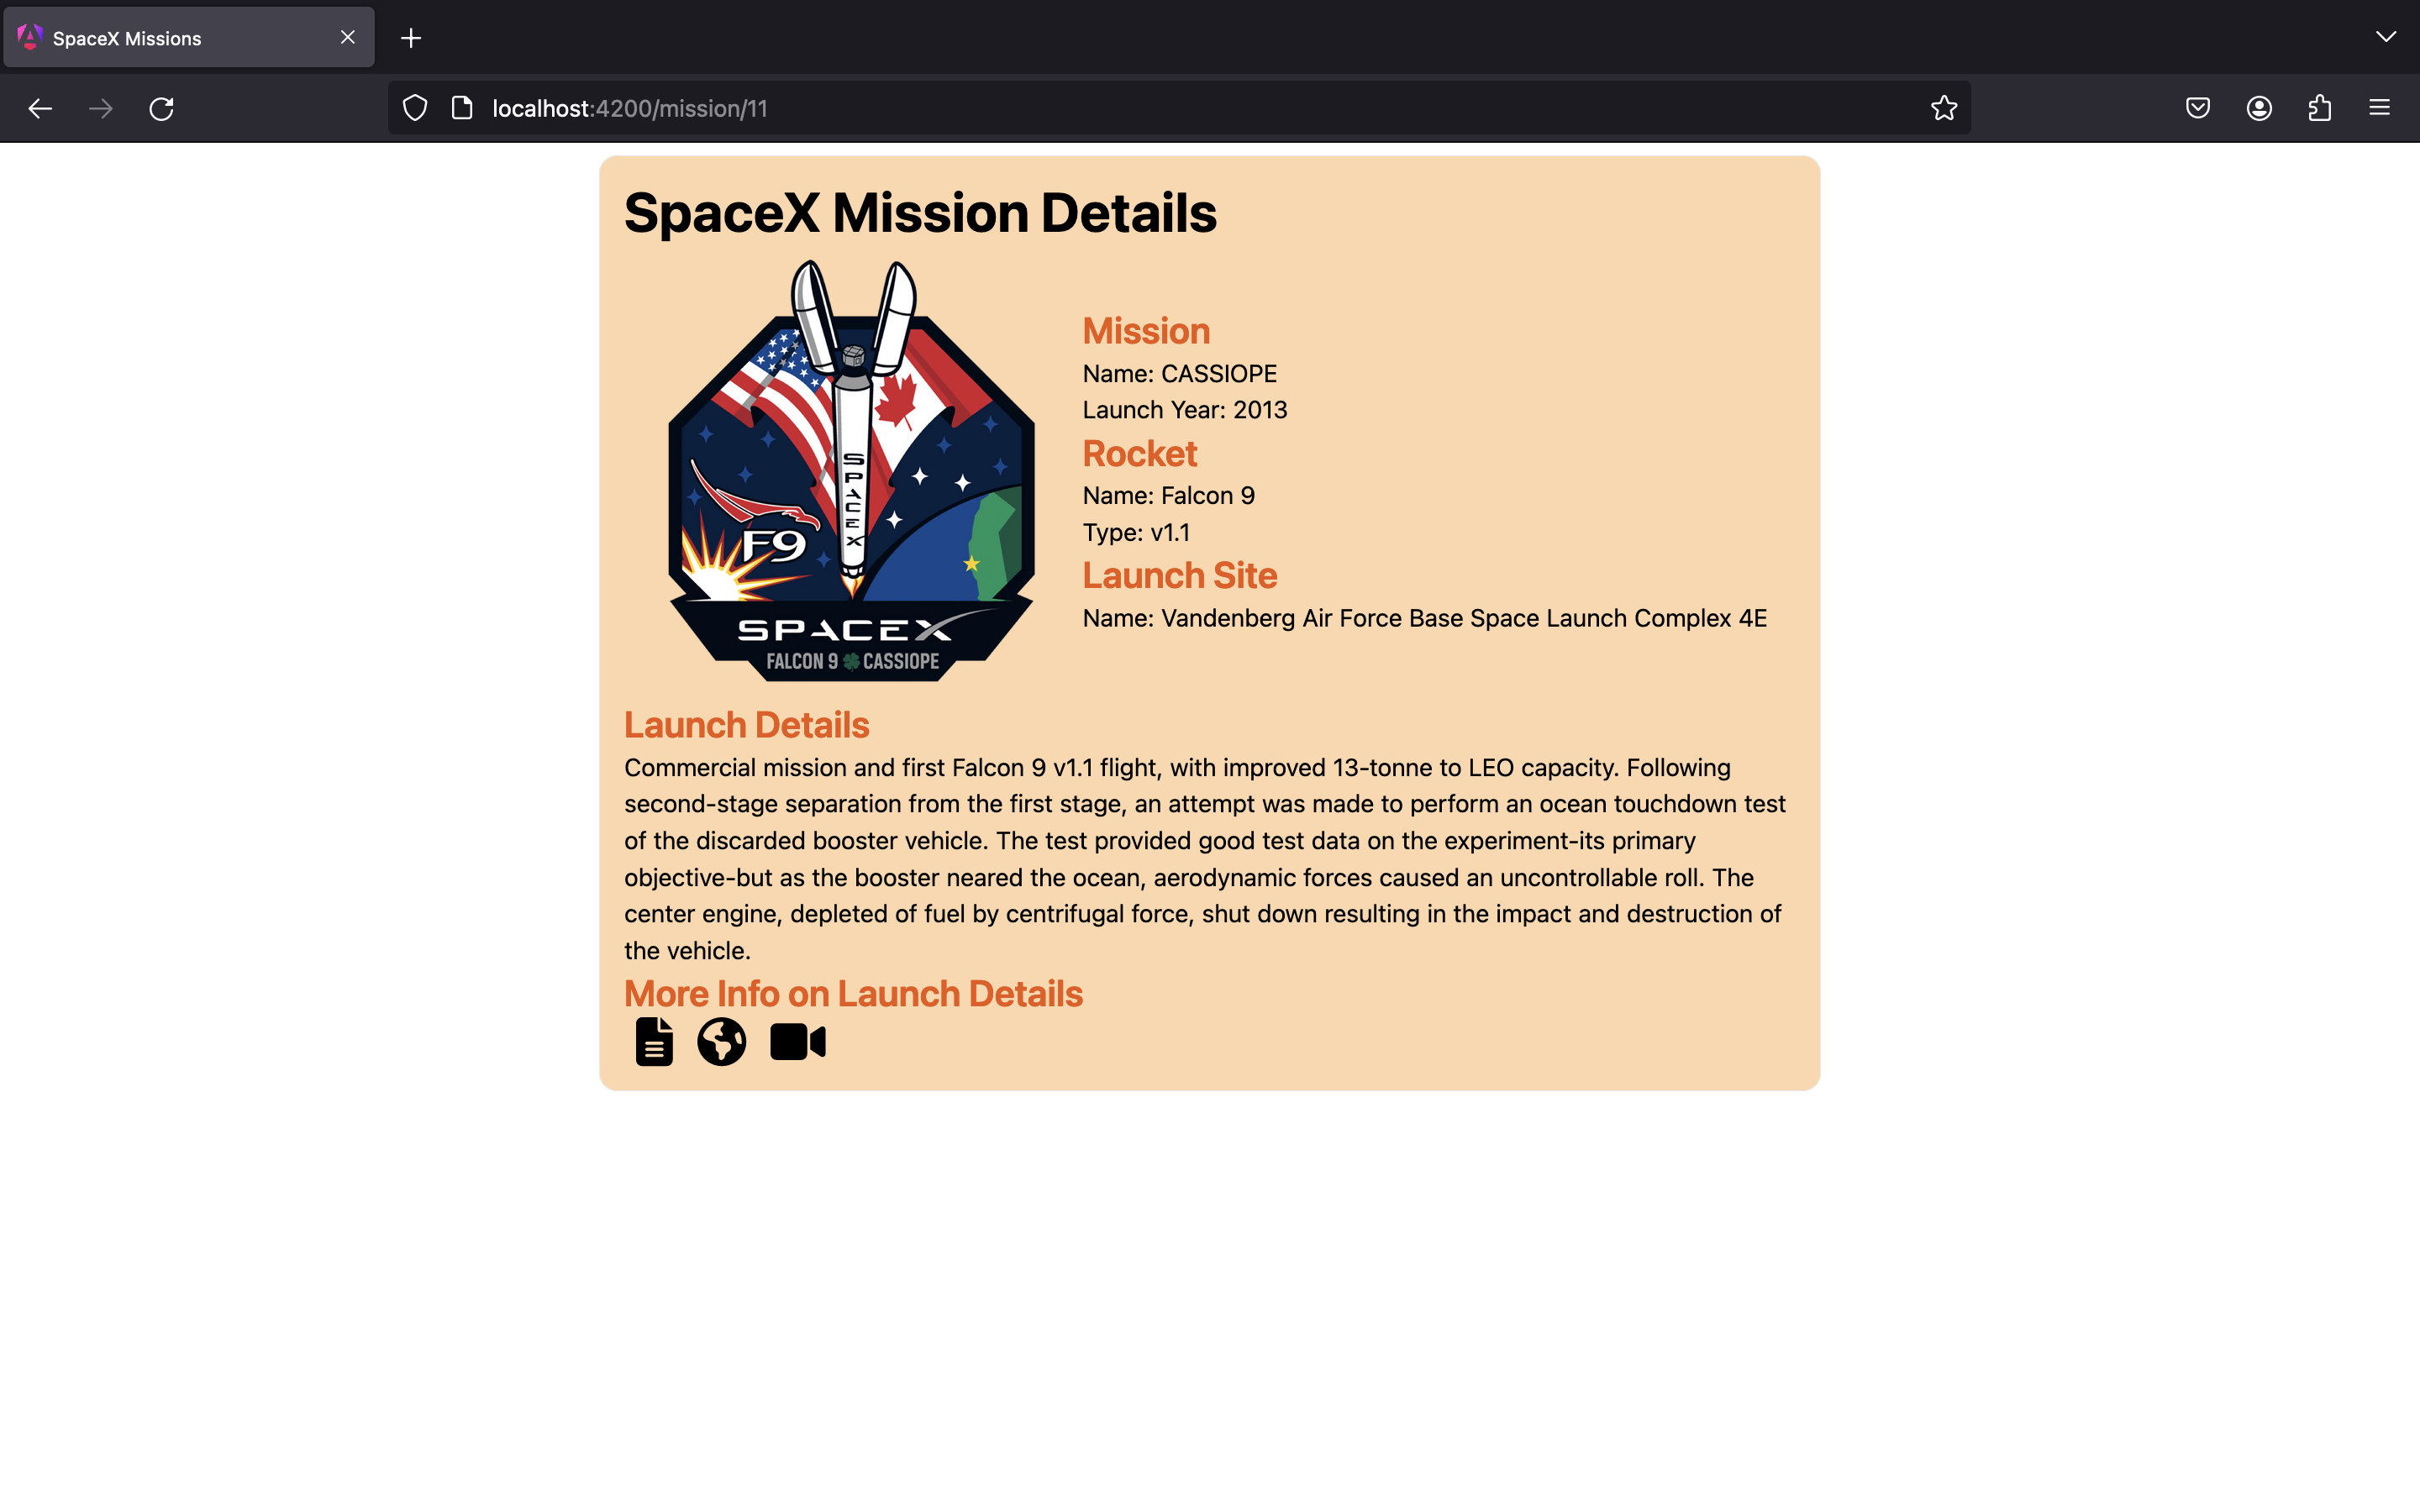 SpaceX Missions
localhost:4200/mission/11
SpaceX Mission Details
SPACEX
F9
SPACEX
FALCON 9 CASSIOPE
Mission
Name: CASSIOPE
Launch Year: 2013
Rocket
Name: Falcon 9
Type: v1.1
Launch Site
Name: Vandenberg Air Force Base Space Launch Complex 4E
Launch Details
Commercial mission and first Falcon 9 v1.1 flight, with improved 13-tonne to LEO capacity. Following
second-stage separation from the first stage, an attempt was made to perform an ocean touchdown test
of the discarded booster vehicle. The test provided good test data on the experiment-its primary
objective-but as the booster neared the ocean, aerodynamic forces caused an uncontrollable roll. The
center engine, depleted of fuel by centrifugal force, shut down resulting in the impact and destruction of
the vehicle.
More Info on Launch Details